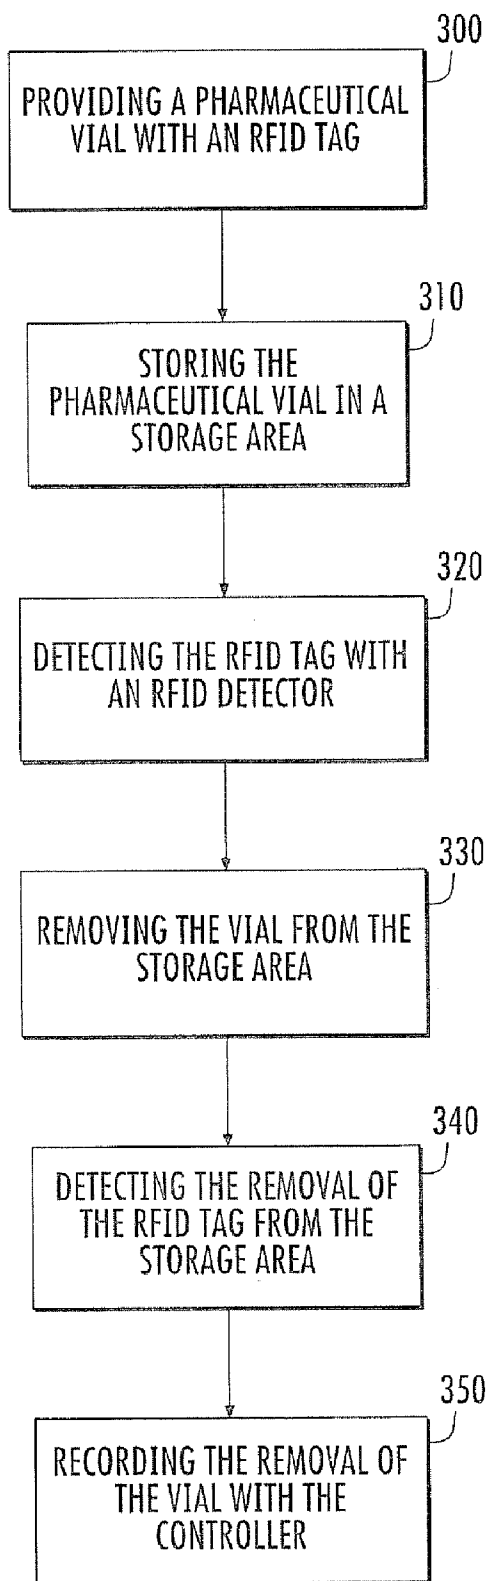 300
PROVIDING A PHARMACEUTICAL
VIAL WITH AN RFID TAG
310
STORING THE
PHARMACEUTICAL VIAL IN A
STORAGE AREA
320
DETECTING THE RFID TAG WITH
AN RFID DETECTOR
330
REMOVING THE VIAL FROM THE
STORAGE AREA
340
DETECTING THE REMOVAL OF
THE RFID TAG FROM THE
STORAGE AREA
350
RECORDING THE REMOVAL OF
THE VIAL WITH THE
CONTROLLER